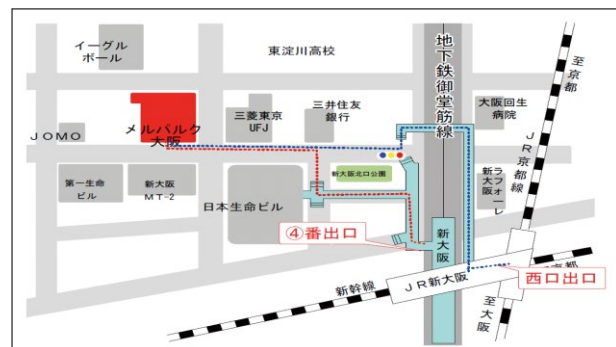 イーグル
ボール
東淀川高校
地下鉄御堂筋線
至京都
JOMO
メルパルク
大阪
三菱東京
UFJ
三井住友
銀行
大阪回生
病院
JR京都線
第一生命
ビル
新大阪
MT-2
日本生命ビル
新大阪北口公園
ラフォーレ
新大阪
④番出口
新大阪
西口出口
新幹線
JR新大阪
至京都
至大阪